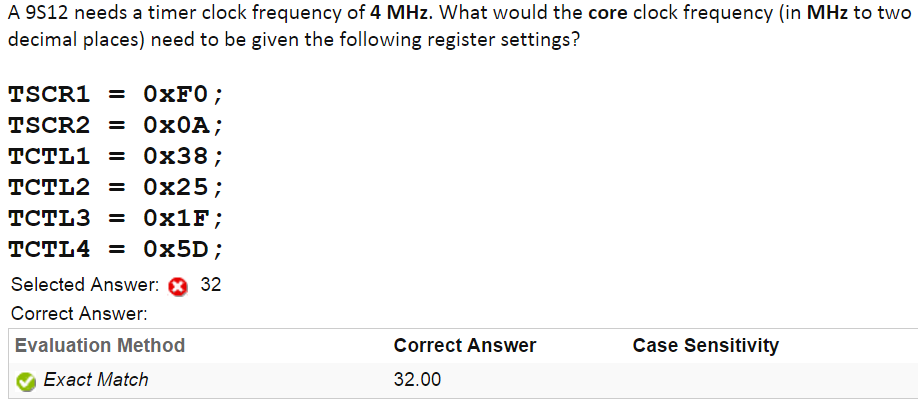 A 9S12 needs a timer clock frequency of 4 MHz. What would the core clock frequency (in MHz to two
decimal places) need to be given the following register settings?
TSCR1 = 0xF0;
TSCR2 = 0x0A;
TCTL1 = 0x38;
TCTL2 = 0x25;
TCTL3 = 0x1F;
TCTL4 = 0x5D;
Selected Answer: 32
Correct Answer:
Evaluation Method Correct Answer Case Sensitivity
Exact Match 32.00